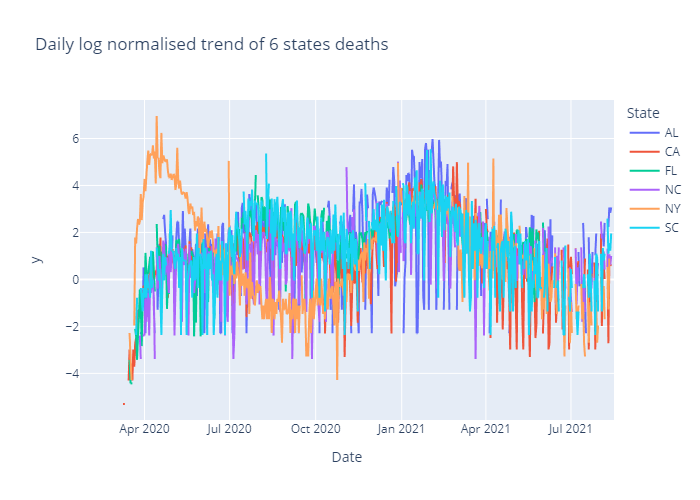 Daily log normalised trend of 6 states deaths
State
AL
CA
FL
NC
NY
SC
y
6
4
2
0
−2
−4
Apr 2020 Jul 2020 Oct 2020 Jan 2021 Apr 2021 Jul 2021
Date